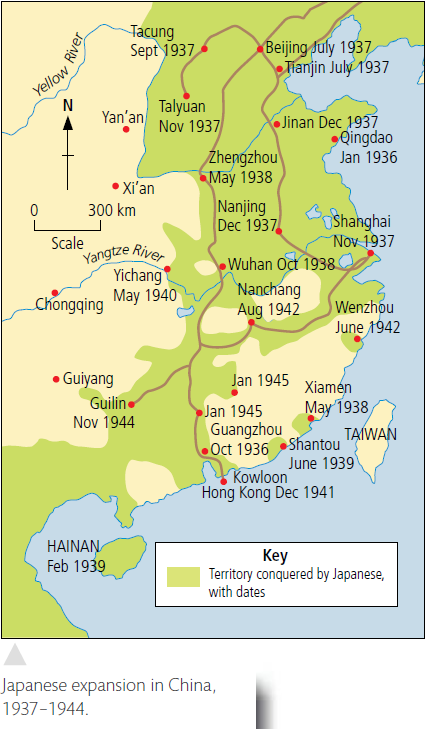 Tacung
Sept 1937
Beijing July 1937
Tianjin July 1937
Yellow River
N
Yan'an
Talyuan
Nov 1937
Jinan Dec 1937
Qingdao
Jan 1936
Zhengzhou
May 1938
Xi'an
0 300 km
Scale
Nanjing
Dec 1937
Shanghai
Nov 1937
Yangtze River
Yichang
May 1940
Wuhan Oct 1938
Chongqing
Nanchang
Aug 1942
Wenzhou
June 1942
Guiyang
Guilin
Nov 1944
Jan 1945
Jan 1945
Xiamen
May 1938
TAIWAN
Guangzhou
Oct 1936
Shantou
June 1939
Kowloon
Hong Kong Dec 1941
HAINAN
Feb 1939
Key
Territory conquered by Japanese,
with dates
Japanese expansion in China,
1937–1944.